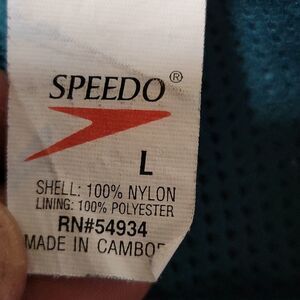 SPEEDO®
L
SHELL: 100% NYLON
LINING: 100% POLYESTER
RN#54934
MADE IN